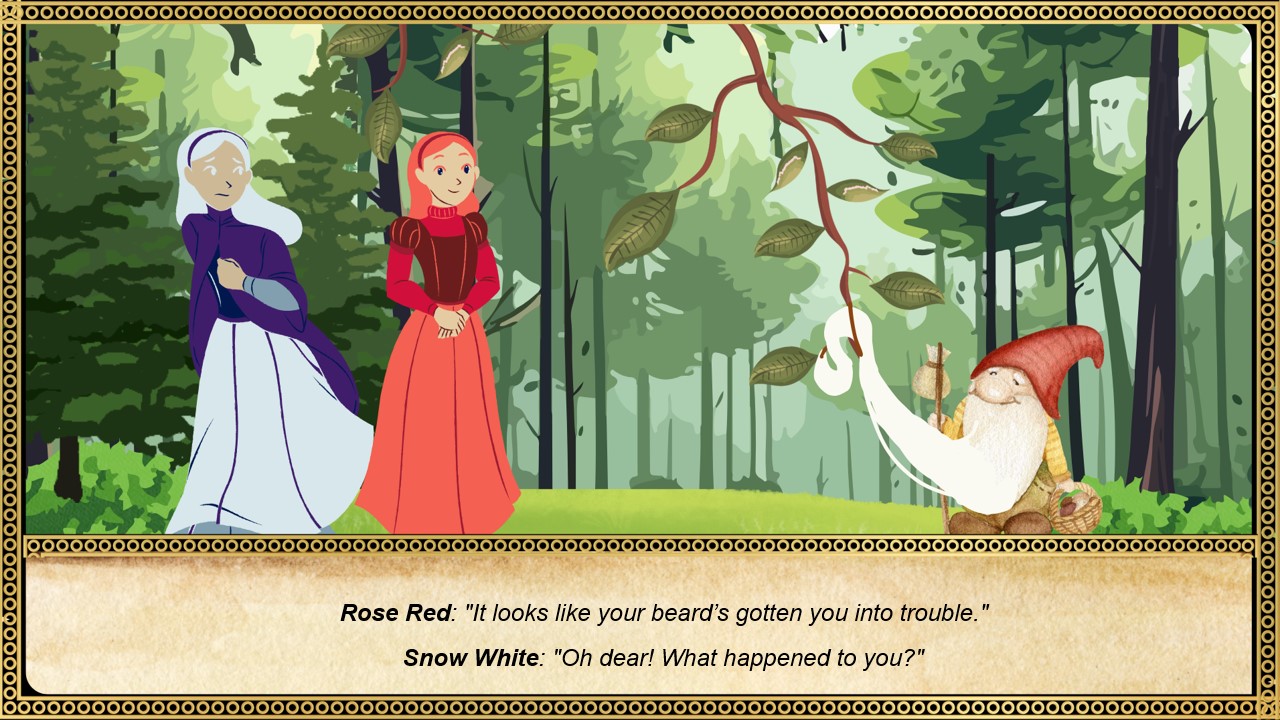 Rose Red: "It looks like your beard’s gotten you into trouble."
Snow White: "Oh dear! What happened to you?"